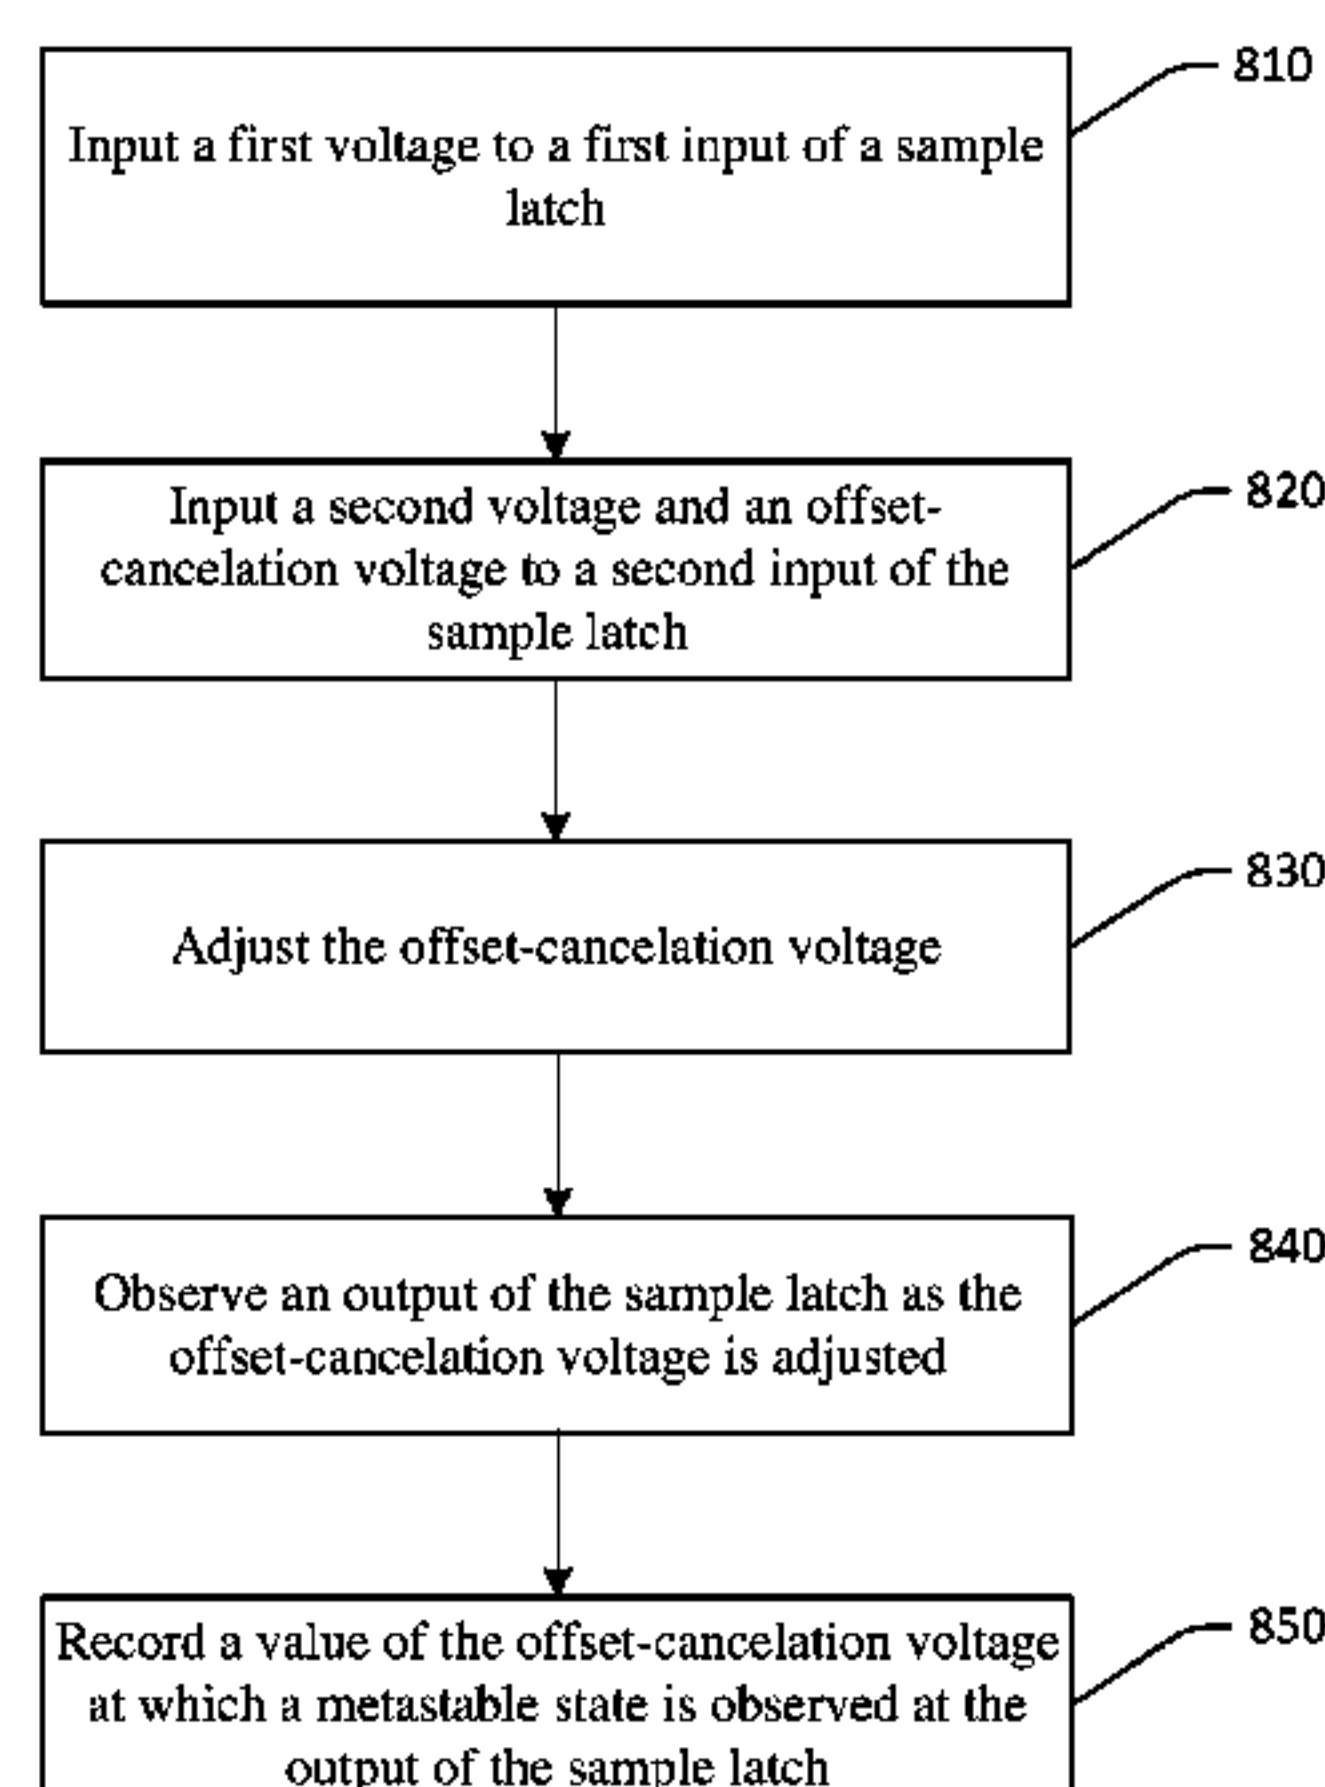 810
Input a first voltage to a first input of a sample
latch
820
Input a second voltage and an offset-
cancelation voltage to a second input of the
sample latch
830
Adjust the offset-cancelation voltage
840
Observe an output of the sample latch as the
offset-cancelation voltage is adjusted
850
Record a value of the offset-cancelation voltage
at which a metastable state is observed at the
output of the sample latch